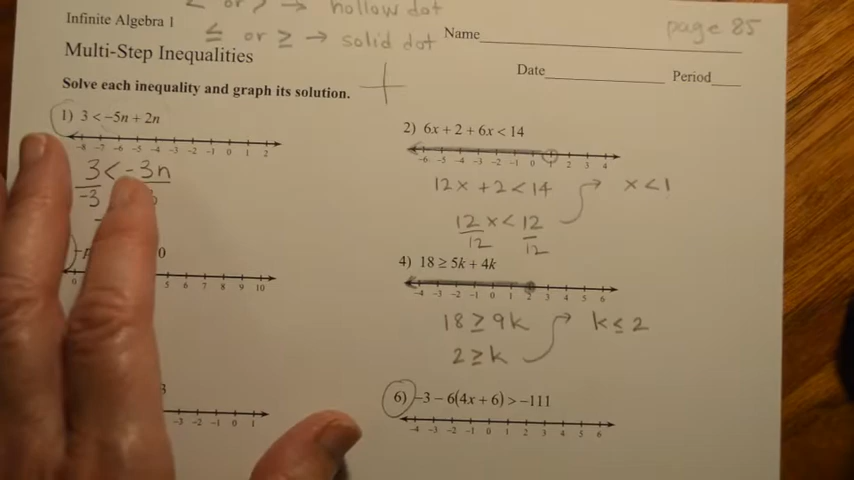 < or > → hollow dot
Infinite Algebra 1
≤ or ≥ → solid dot
Name
page 85
Multi-Step Inequalities
Date Period
Solve each inequality and graph its solution.
1) 3 < −5n + 2n
-8 -7 -6 -5 -4 -3 -2 -1 0 1 2
3 < -3n
-3
2) 6x + 2 + 6x < 14
-6 -5 -4 -3 -2 -1 0 1 2 3 4
12x + 2 < 14 x < 1
12x < 12
12 12
0
0 5 6 7 8 9 10
4) 18 ≥ 5k + 4k
-4 -3 -2 -1 0 1 2 3 4 5 6
18 ≥ 9k k ≤ 2
2 ≥ k
3
-3 -2 -1 0 1
6) −3 − 6(4x + 6) > −111
-4 -3 -2 -1 0 1 2 3 4 5 6